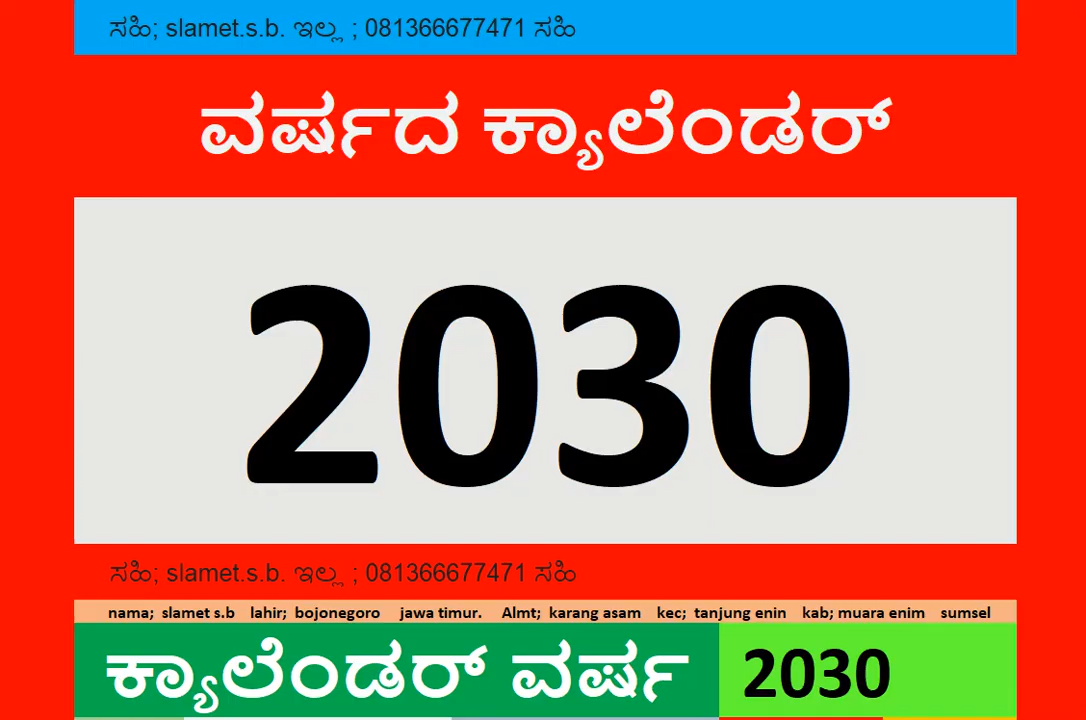 ಸಹಿ; slamet.s.b. ಇಲ್ಲ ; 081366677471 ಸಹಿ
ವರ್ಷದ ಕ್ಯಾಲೆಂಡರ್
2030
ಸಹಿ; slamet.s.b. ಇಲ್ಲ ; 081366677471 ಸಹಿ
nama; slamet s.b lahir; bojonegoro jawa timur. Almt; karang asam kec; tanjung enin kab; muara enim sumsel
ಕ್ಯಾಲೆಂಡರ್ ವರ್ಷ 2030